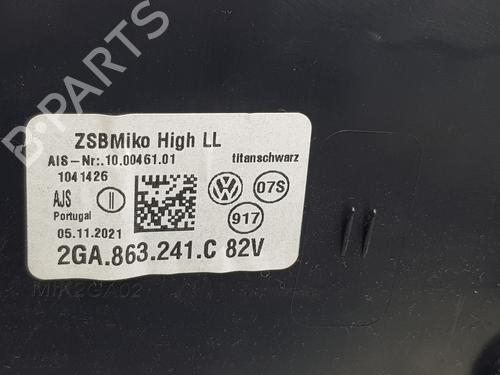 ZSBMiko High LL
AIS-Nr:.10.00461.01 titanschwarz
1041426
AJS
Portugal
07S
917
05.11.2021
2GA.863.241.C 82V
MIK2GA02
B-PARTS